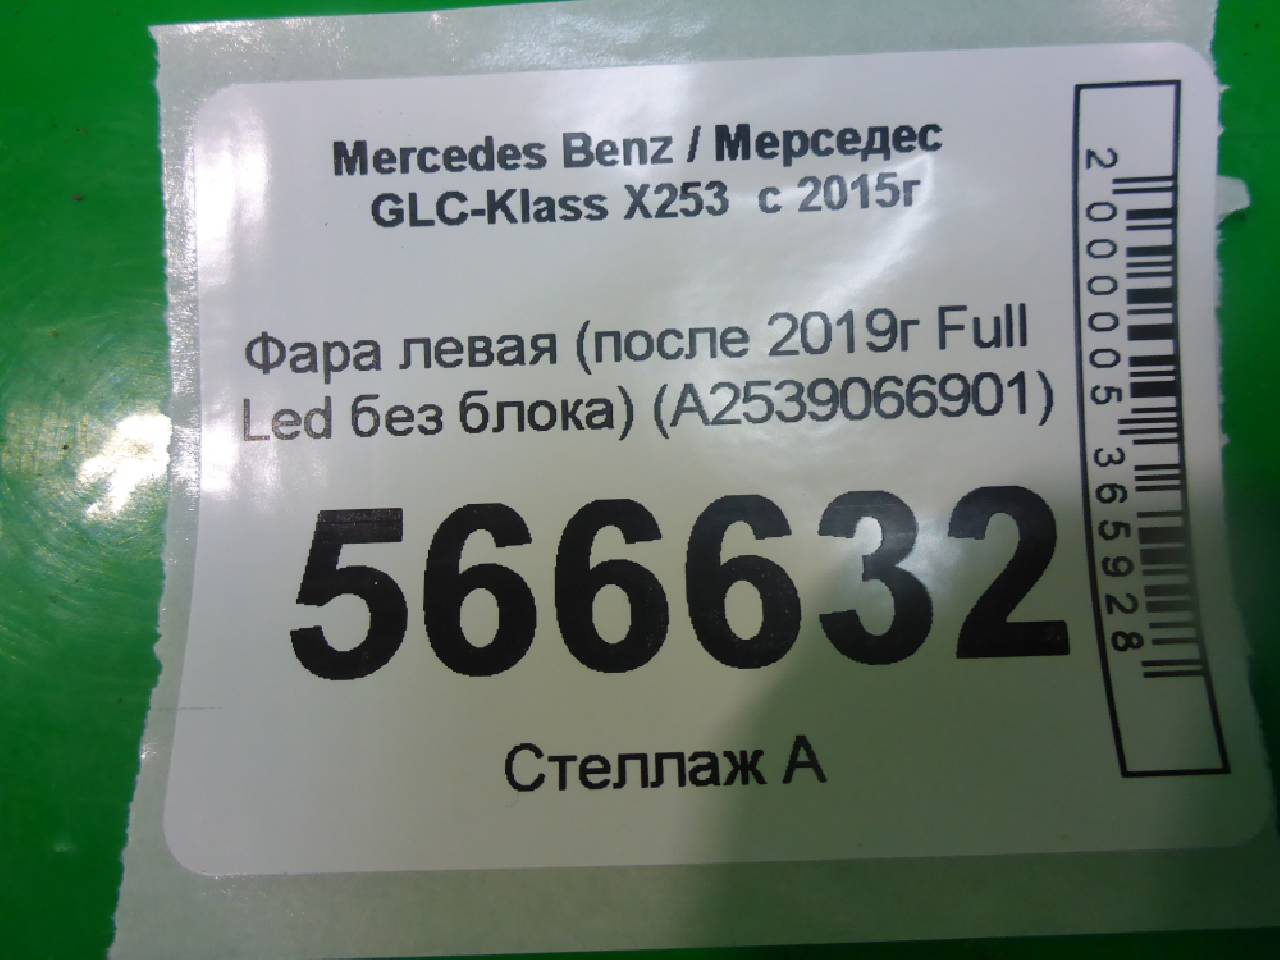 Mercedes Benz / Мерседес
GLC-Klass X253 с 2015г
Фара левая (после 2019г Full
Led без блока) (A2539066901)
566632
Стеллаж А
2000005365928